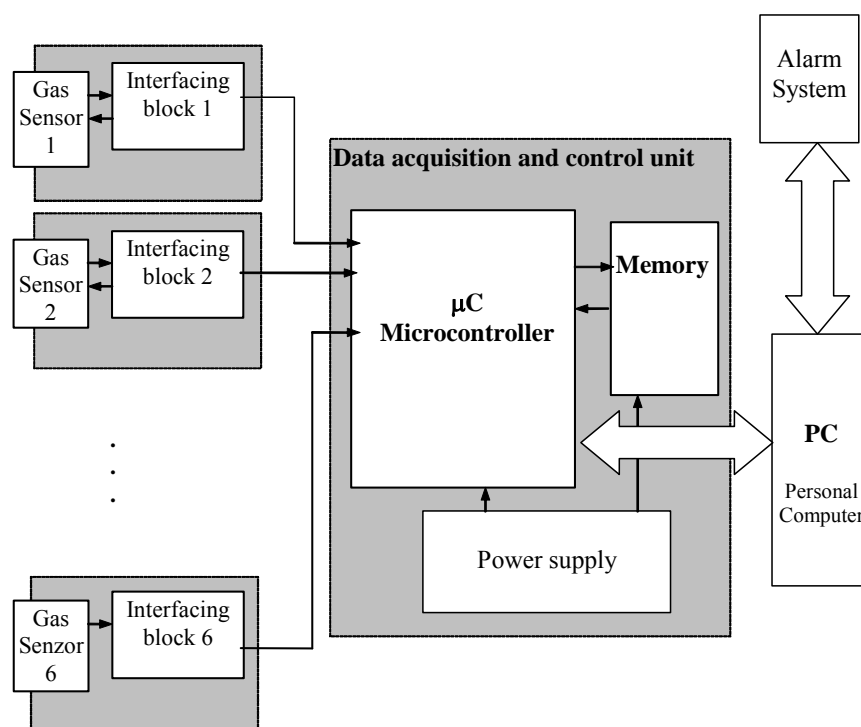 Gas
Sensor
1
Interfacing
block 1
Gas
Sensor
2
Interfacing
block 2
.
.
.
Gas
Senzor
6
Interfacing
block 6
Data acquisition and control unit
μC
Microcontroller
Memory
Power supply
Alarm
System
PC
Personal
Computer